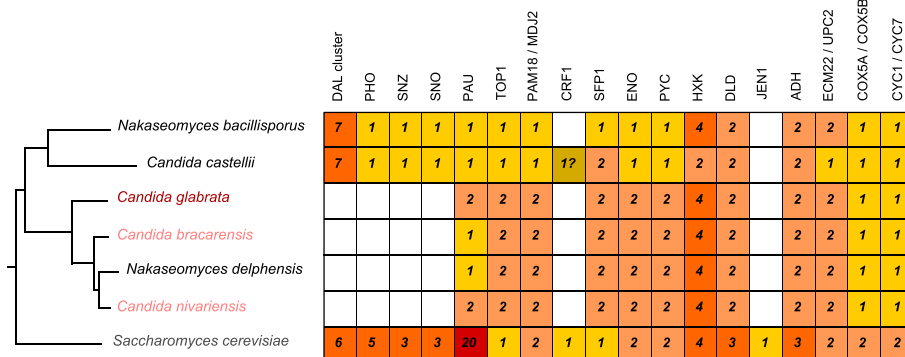 DAL cluster PHO SNZ SNO PAU TOP1 PAM18 / MDJ2 CRF1 SFP1 ENO PYC HXK DLD JEN1 ADH ECM22 / UPC2 COX5A / COX5B CYC1 / CYC7
Nakaseomyces bacillisporus 7 1 1 1 1 1 1 1 1 1 4 2 2 2 1 1
Candida castellii 7 1 1 1 1 1 1 1? 2 1 1 2 2 2 1 1 1
Candida glabrata 2 2 2 2 2 2 4 2 2 2 1 1
Candida bracarensis 1 2 2 2 2 2 4 2 2 2 1 1
Nakaseomyces delphensis 1 2 2 2 2 2 4 2 2 2 1 1
Candida nivariensis 2 2 2 2 2 2 4 2 2 2 1 1
Saccharomyces cerevisiae 6 5 3 3 20 1 2 1 1 2 2 4 3 1 3 2 2 2